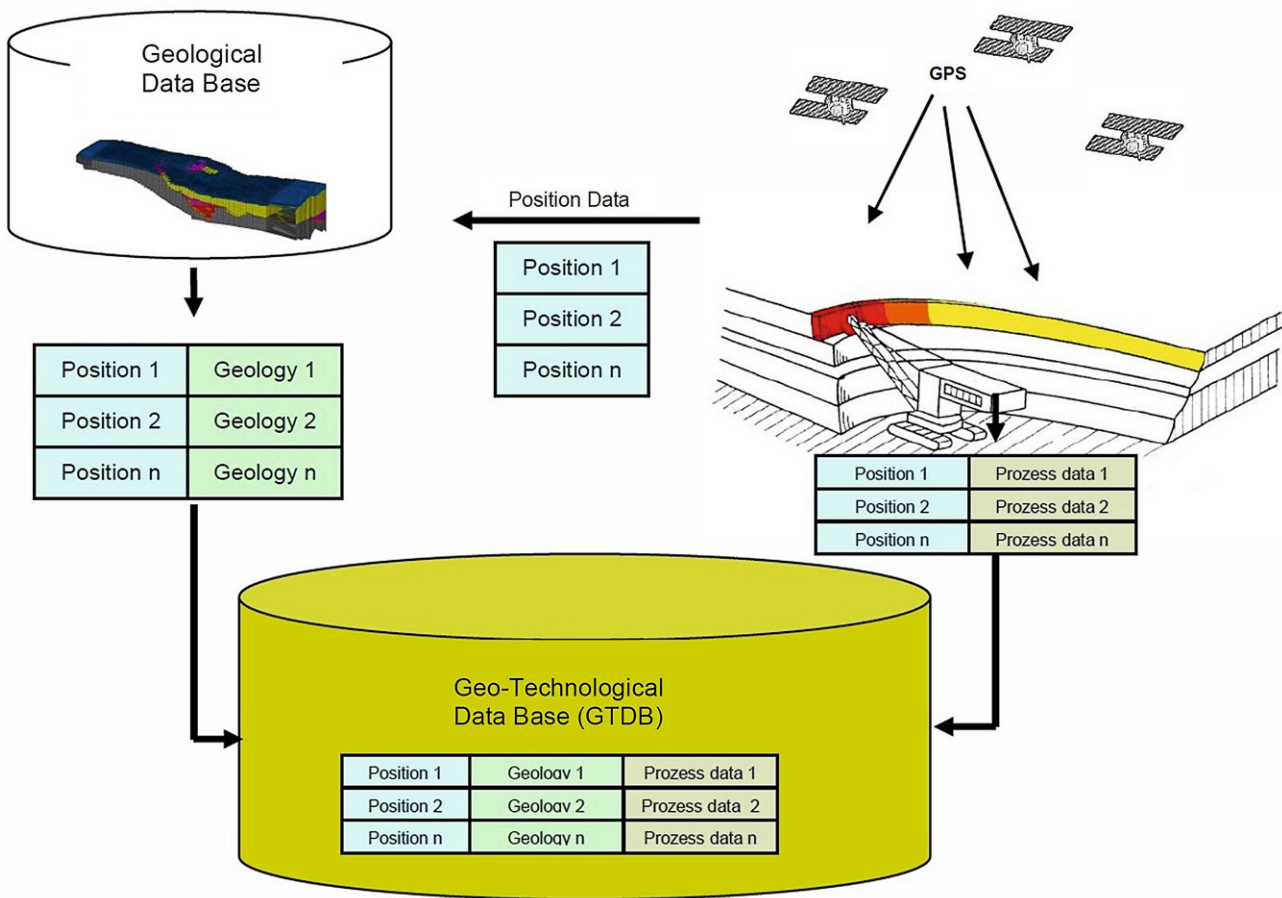 Geological
Data Base
GPS
Position Data
Position 1
Position 2
Position n
Position 1 Geology 1
Position 2 Geology 2
Position n Geology n
Position 1 Prozess data 1
Position 2 Prozess data 2
Position n Prozess data n
Geo-Technological
Data Base (GTDB)
Position 1 Geology 1 Prozess data 1
Position 2 Geology 2 Prozess data 2
Position n Geology n Prozess data n